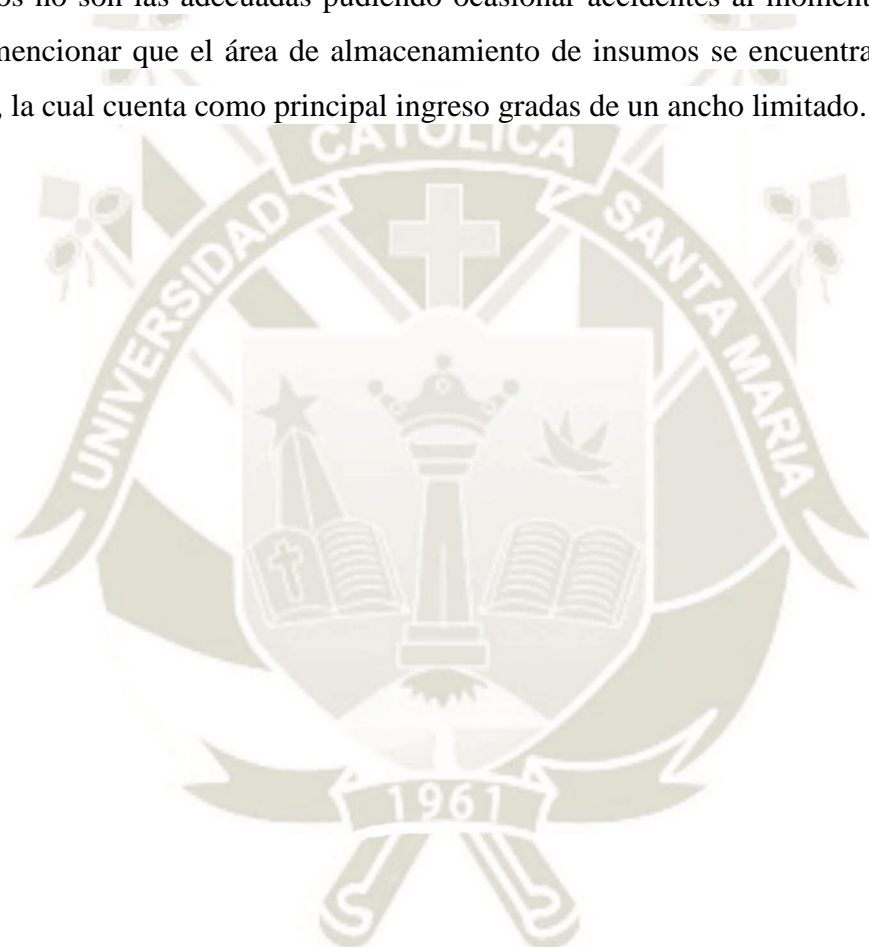 os no son las adecuadas pudiendo ocasionar accidentes al momento
mencionar que el área de almacenamiento de insumos se encuentra
, la cual cuenta como principal ingreso gradas de un ancho limitado.
CATOLICA
UNIVERSIDAD
SANTA MARIA
1961